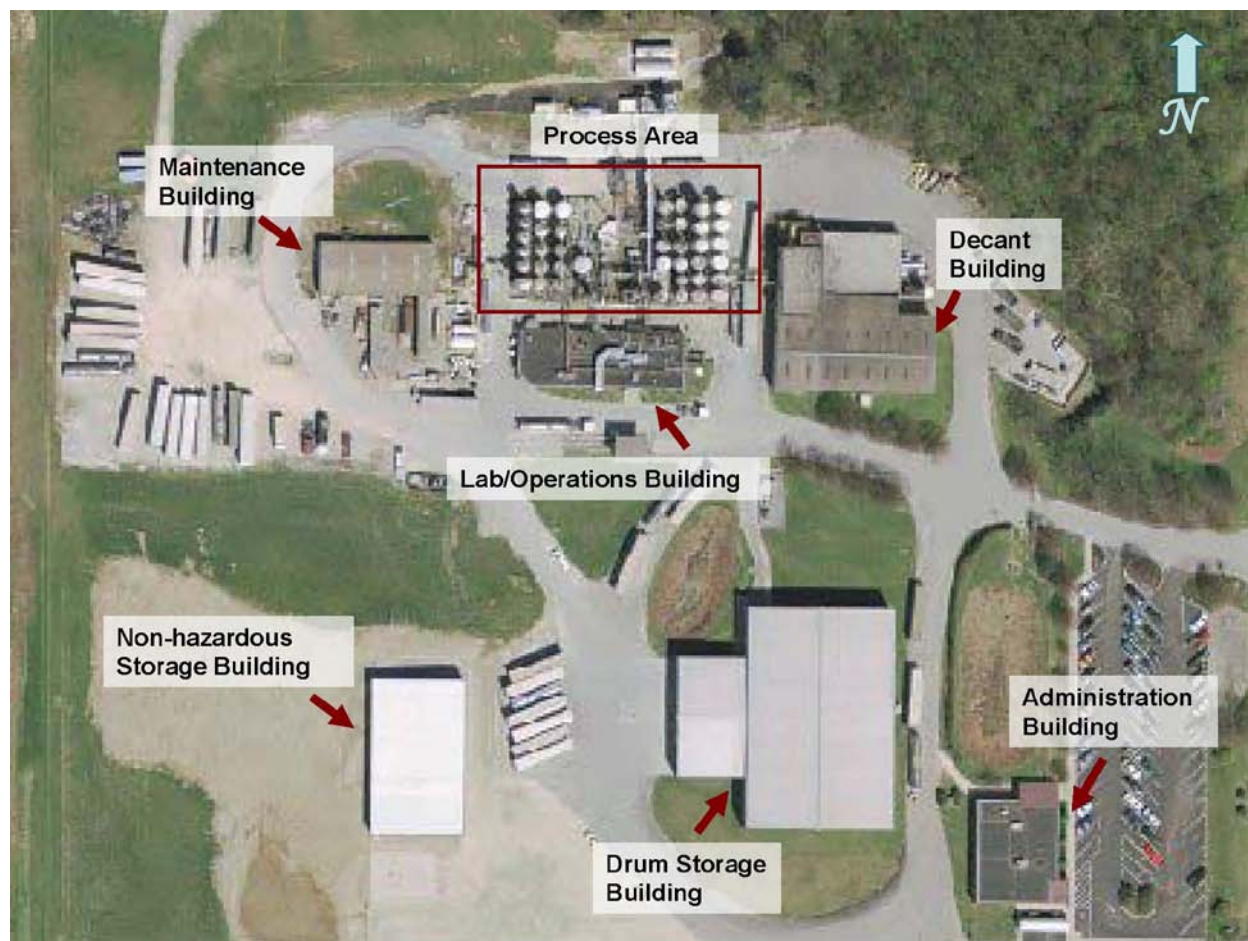 N
Process Area
Maintenance
Building
Decant
Building
Lab/Operations Building
Non-hazardous
Storage Building
Administration
Building
Drum Storage
Building